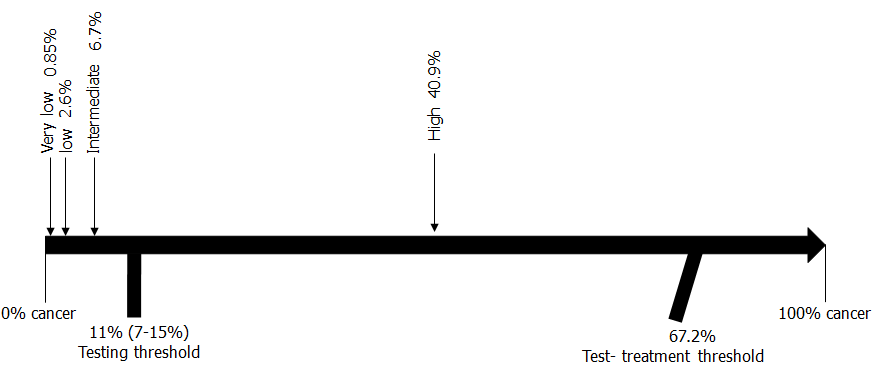 Very low 0.85%
low 2.6%
Intermediate 6.7%
High 40.9%
0% cancer
100% cancer
11% (7-15%)
Testing threshold
67.2%
Test- treatment threshold